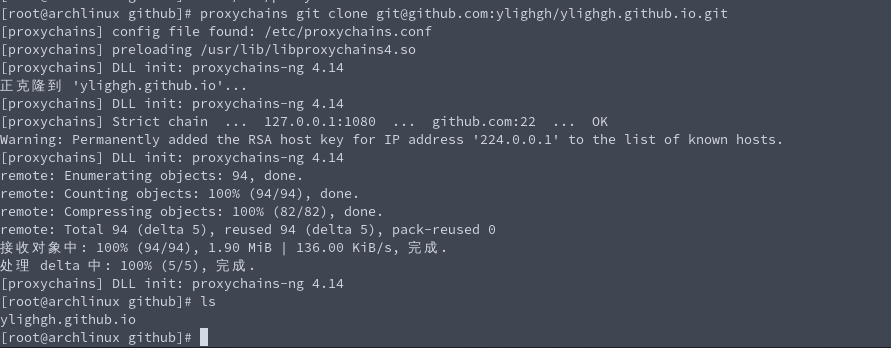 [root@archlinux github]# proxychains git clone git@github.com:ylighgh/ylighgh.github.io.git
[proxychains] config file found: /etc/proxychains.conf
[proxychains] preloading /usr/lib/libproxychains4.so
[proxychains] DLL init: proxychains-ng 4.14
正克隆到 'ylighgh.github.io'...
[proxychains] DLL init: proxychains-ng 4.14
[proxychains] Strict chain  ...  127.0.0.1:1080  ...  github.com:22  ...  OK
Warning: Permanently added the RSA host key for IP address '224.0.0.1' to the list of known hosts.
[proxychains] DLL init: proxychains-ng 4.14
remote: Enumerating objects: 94, done.
remote: Counting objects: 100% (94/94), done.
remote: Compressing objects: 100% (82/82), done.
remote: Total 94 (delta 5), reused 94 (delta 5), pack-reused 0
接收对象中: 100% (94/94), 1.90 MiB | 136.00 KiB/s, 完成.
处理 delta 中: 100% (5/5), 完成.
[proxychains] DLL init: proxychains-ng 4.14
[root@archlinux github]# ls
ylighgh.github.io
[root@archlinux github]#